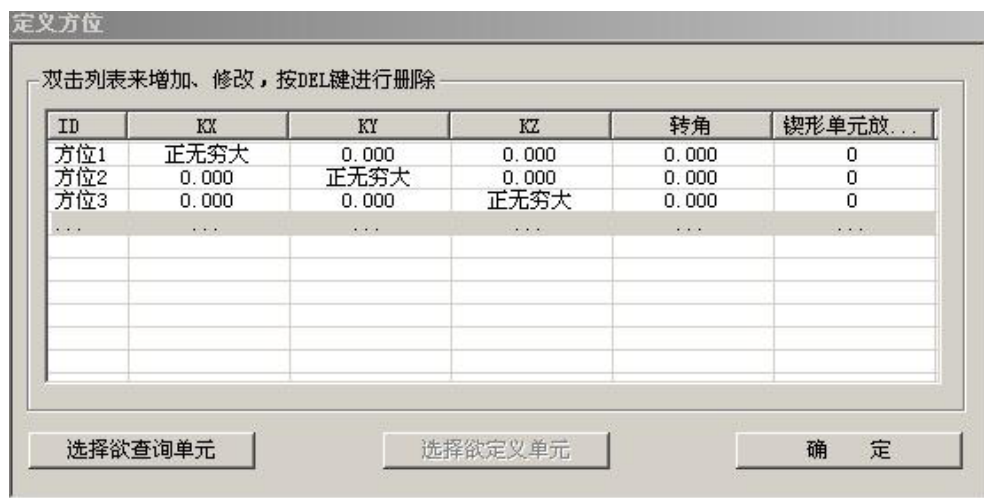 定义方位
双击列表来增加、修改，按DEL键进行删除
ID KX KY KZ 转角 锲形单元放...
方位1 正无穷大 0.000 0.000 0.000 0
方位2 0.000 正无穷大 0.000 0.000 0
方位3 0.000 0.000 正无穷大 0.000 0
... ... ... ... ... ...
选择欲查询单元 选择欲定义单元 确 定